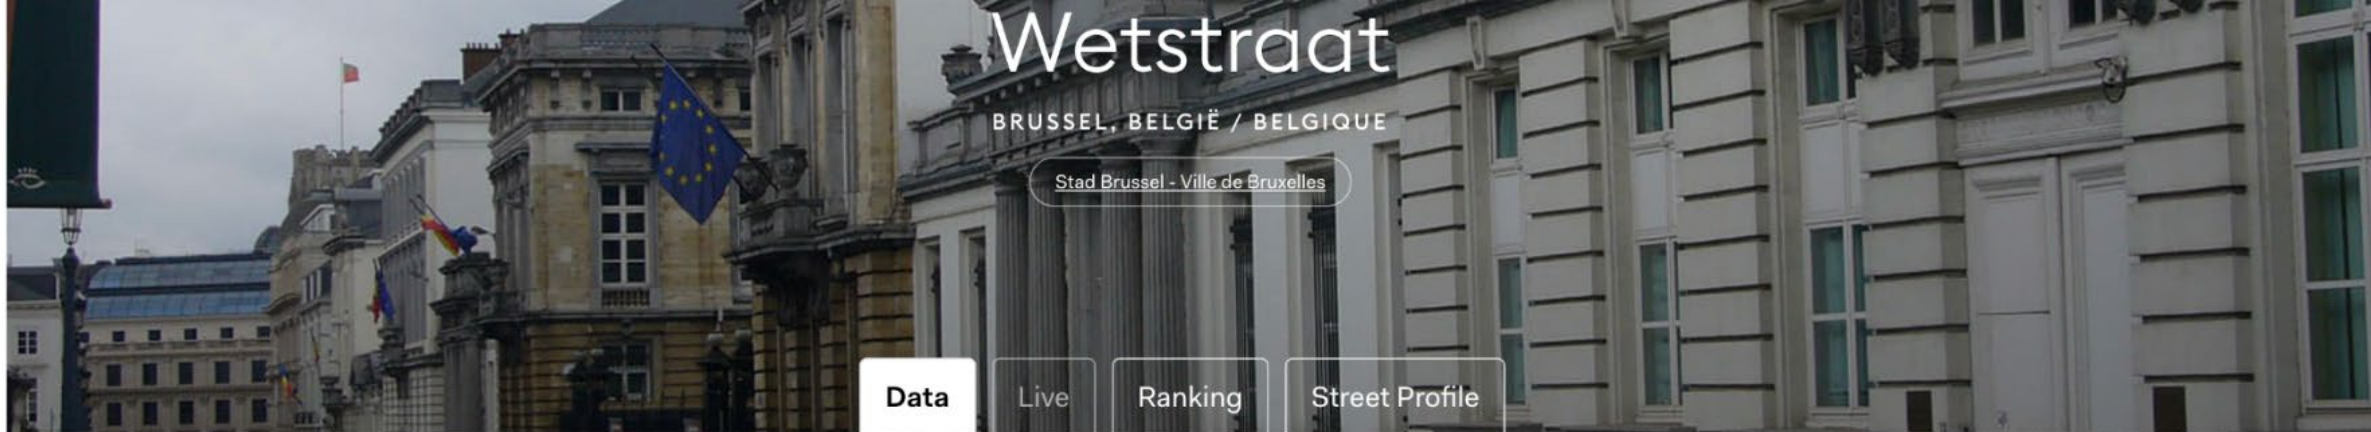 Wetstraat
BRUSSEL, BELGIË / BELGIQUE
Stad Brussel - Ville de Bruxelles
Data
Live
Ranking
Street Profile